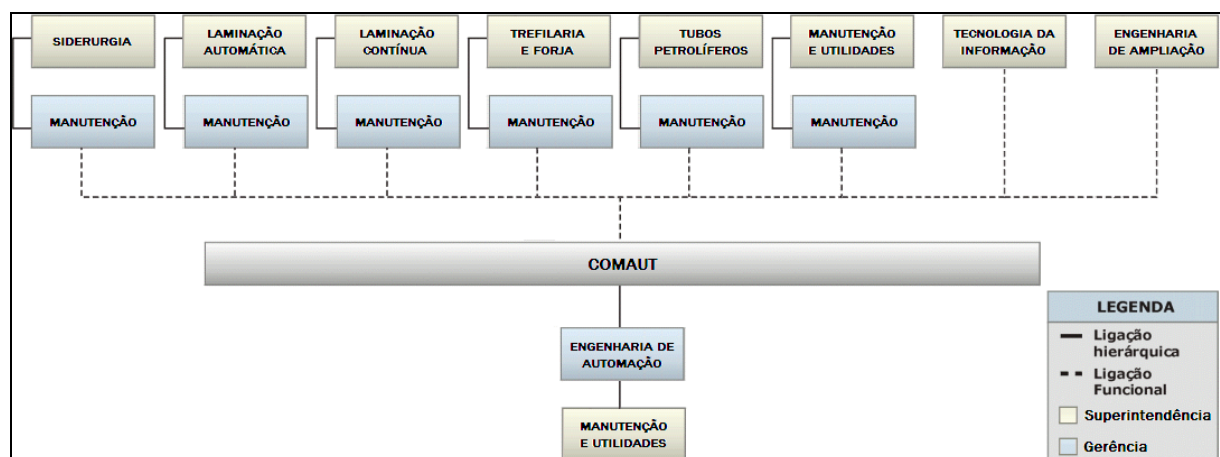 SIDERURGIA
LAMINAÇÃO
AUTOMÁTICA
LAMINAÇÃO
CONTÍNUA
TREFILARIA
E FORJA
TUBOS
PETROLÍFEROS
MANUTENÇÃO
E UTILIDADES
TECNOLOGIA DA
INFORMAÇÃO
ENGENHARIA
DE AMPLIAÇÃO
MANUTENÇÃO
MANUTENÇÃO
MANUTENÇÃO
MANUTENÇÃO
MANUTENÇÃO
MANUTENÇÃO
COMAUT
ENGENHARIA DE
AUTOMAÇÃO
MANUTENÇÃO
E UTILIDADES
LEGENDA
Ligação
hierárquica
Ligação
Funcional
Superintendência
Gerência